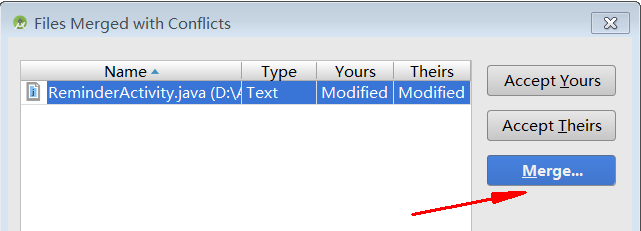 Files Merged with Conflicts
Name Type Yours Theirs
ReminderActivity.java (D:\ Text Modified Modified
Accept Yours
Accept Theirs
Merge...